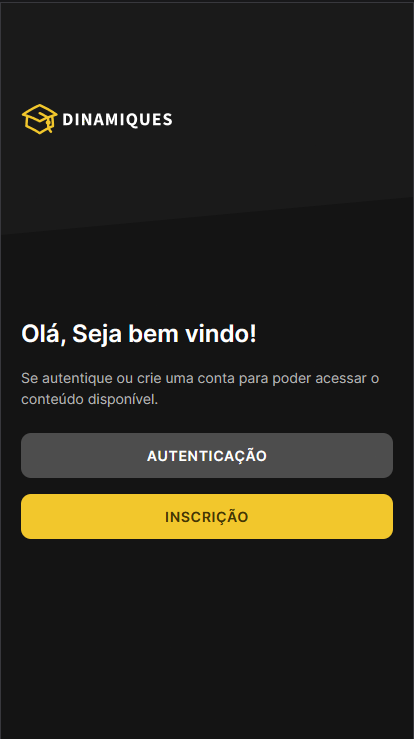 DINAMIQUES
Olá, Seja bem vindo!
Se autentique ou crie uma conta para poder acessar o
conteúdo disponível.
AUTENTICAÇÃO
INSCRIÇÃO